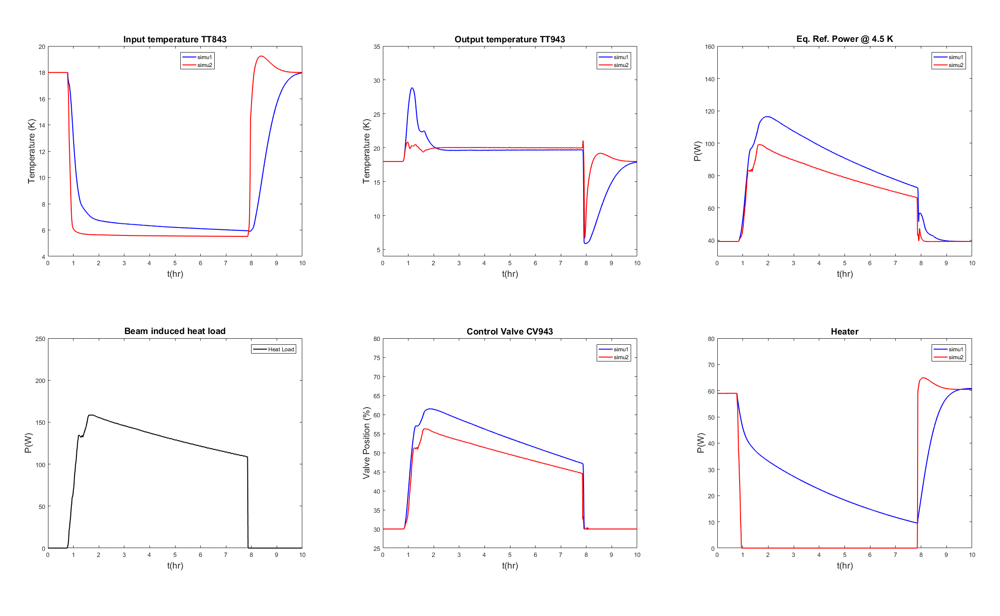 Input temperature TT843
Temperature (K)
20
18
16
14
12
10
8
6
4
0 1 2 3 4 5 6 7 8 9 10
t(hr)
simu1
simu2
Output temperature TT943
Temperature (K)
35
30
25
20
15
10
5
0 1 2 3 4 5 6 7 8 9 10
t(hr)
simu1
simu2
Eq. Ref. Power @ 4.5 K
P(W)
160
140
120
100
80
60
40
0 1 2 3 4 5 6 7 8 9 10
t(hr)
simu1
simu2
Beam induced heat load
P(W)
250
200
150
100
50
0
0 1 2 3 4 5 6 7 8 9 10
t(hr)
Heat Load
Control Valve CV943
Valve Position (%)
80
75
70
65
60
55
50
45
40
35
30
25
0 1 2 3 4 5 6 7 8 9 10
t(hr)
simu1
simu2
Heater
P(W)
80
70
60
50
40
30
20
10
0
0 1 2 3 4 5 6 7 8 9 10
t(hr)
simu1
simu2